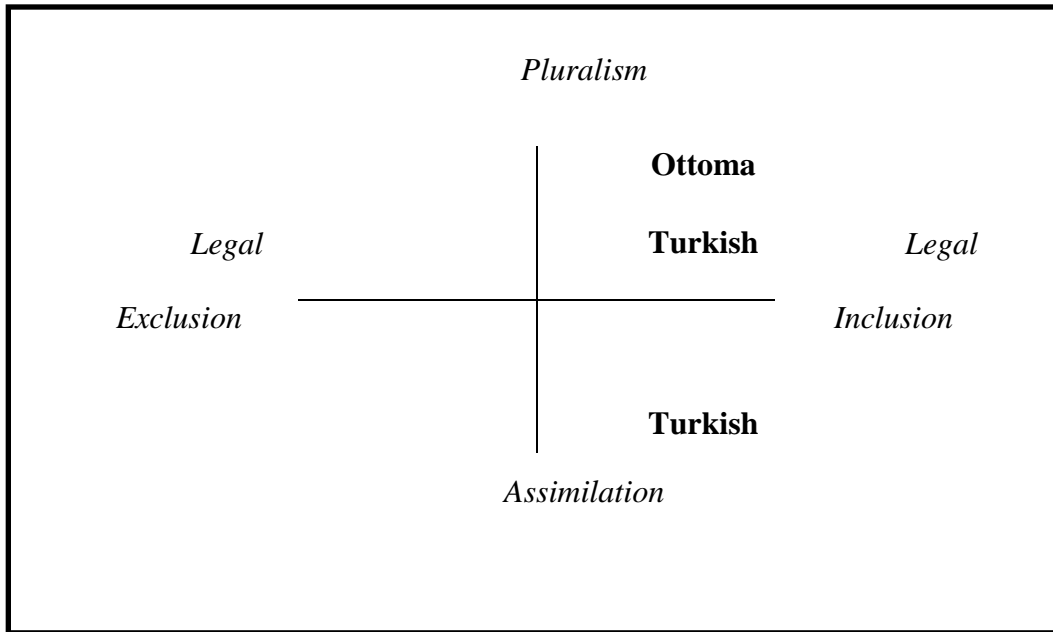 Pluralism
Ottoma
Legal Turkish Legal
Exclusion Inclusion
Turkish
Assimilation